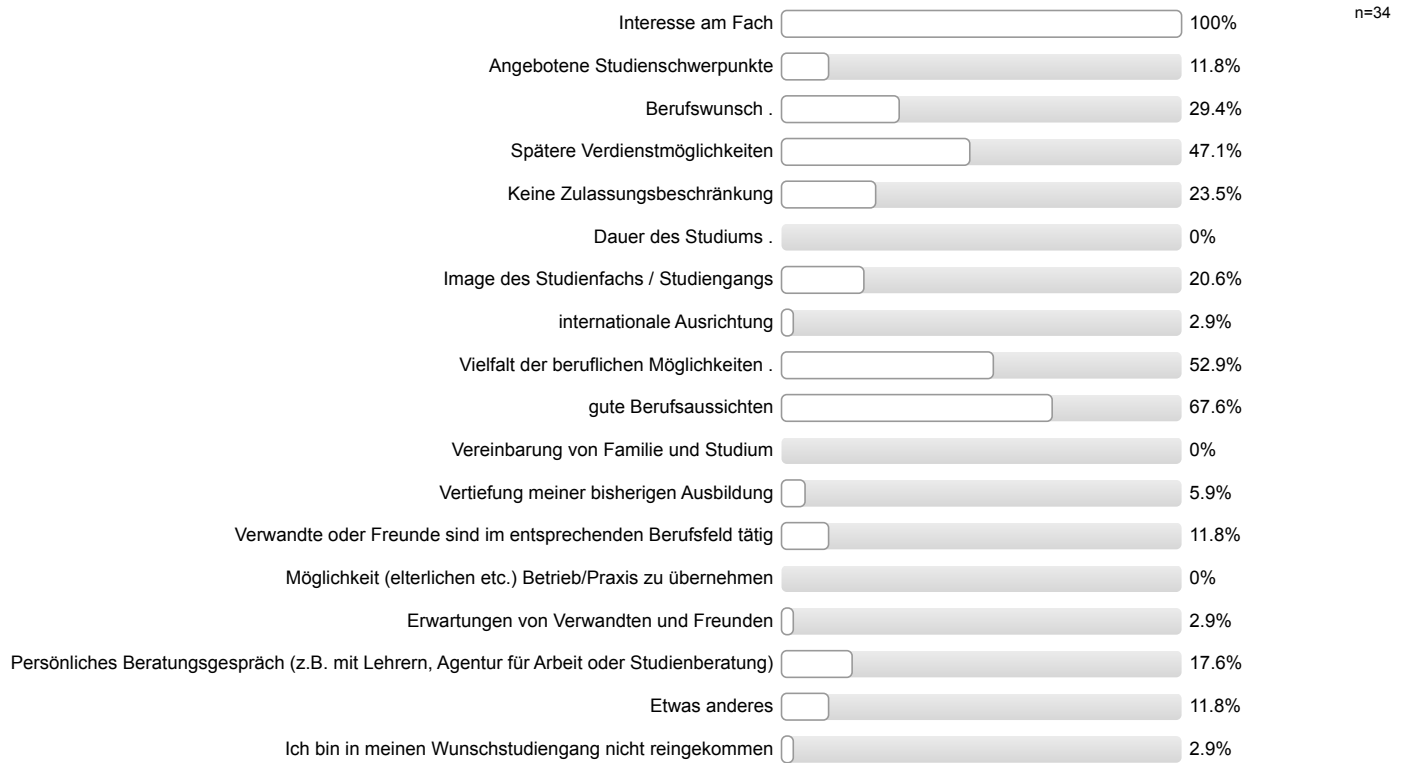 n=34
Interesse am Fach 100%
Angebotene Studienschwerpunkte 11.8%
Berufswunsch . 29.4%
Spätere Verdienstmöglichkeiten 47.1%
Keine Zulassungsbeschränkung 23.5%
Dauer des Studiums . 0%
Image des Studienfachs / Studiengangs 20.6%
internationale Ausrichtung 2.9%
Vielfalt der beruflichen Möglichkeiten . 52.9%
gute Berufsaussichten 67.6%
Vereinbarung von Familie und Studium 0%
Vertiefung meiner bisherigen Ausbildung 5.9%
Verwandte oder Freunde sind im entsprechenden Berufsfeld tätig 11.8%
Möglichkeit (elterlichen etc.) Betrieb/Praxis zu übernehmen 0%
Erwartungen von Verwandten und Freunden 2.9%
Persönliches Beratungsgespräch (z.B. mit Lehrern, Agentur für Arbeit oder Studienberatung) 17.6%
Etwas anderes 11.8%
Ich bin in meinen Wunschstudiengang nicht reingekommen 2.9%